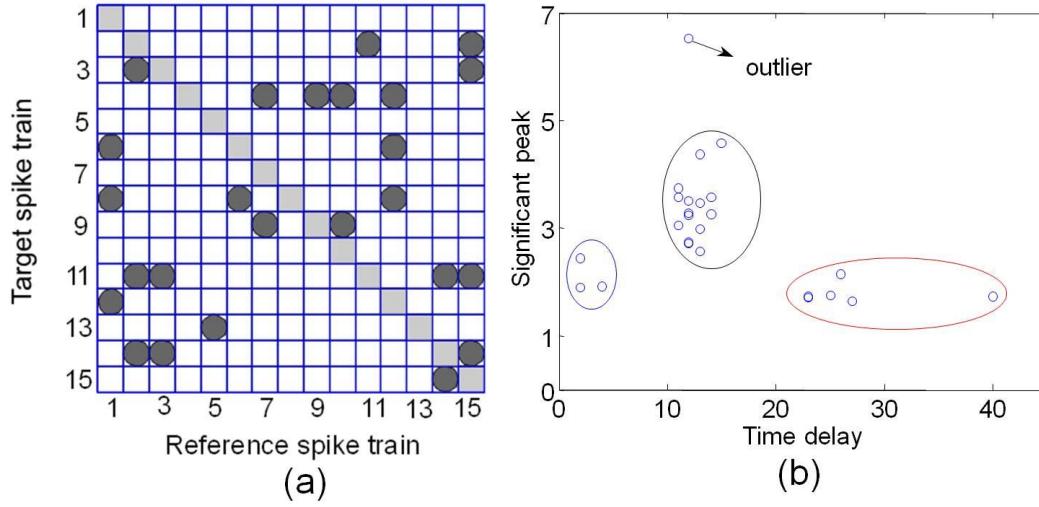 1
3
5
7
9
11
13
15
Target spike train
1 3 5 7 9 11 13 15
Reference spike train
(a)
7
5
3
1
0
Significant peak
outlier
0 10 20 30 40
Time delay
(b)